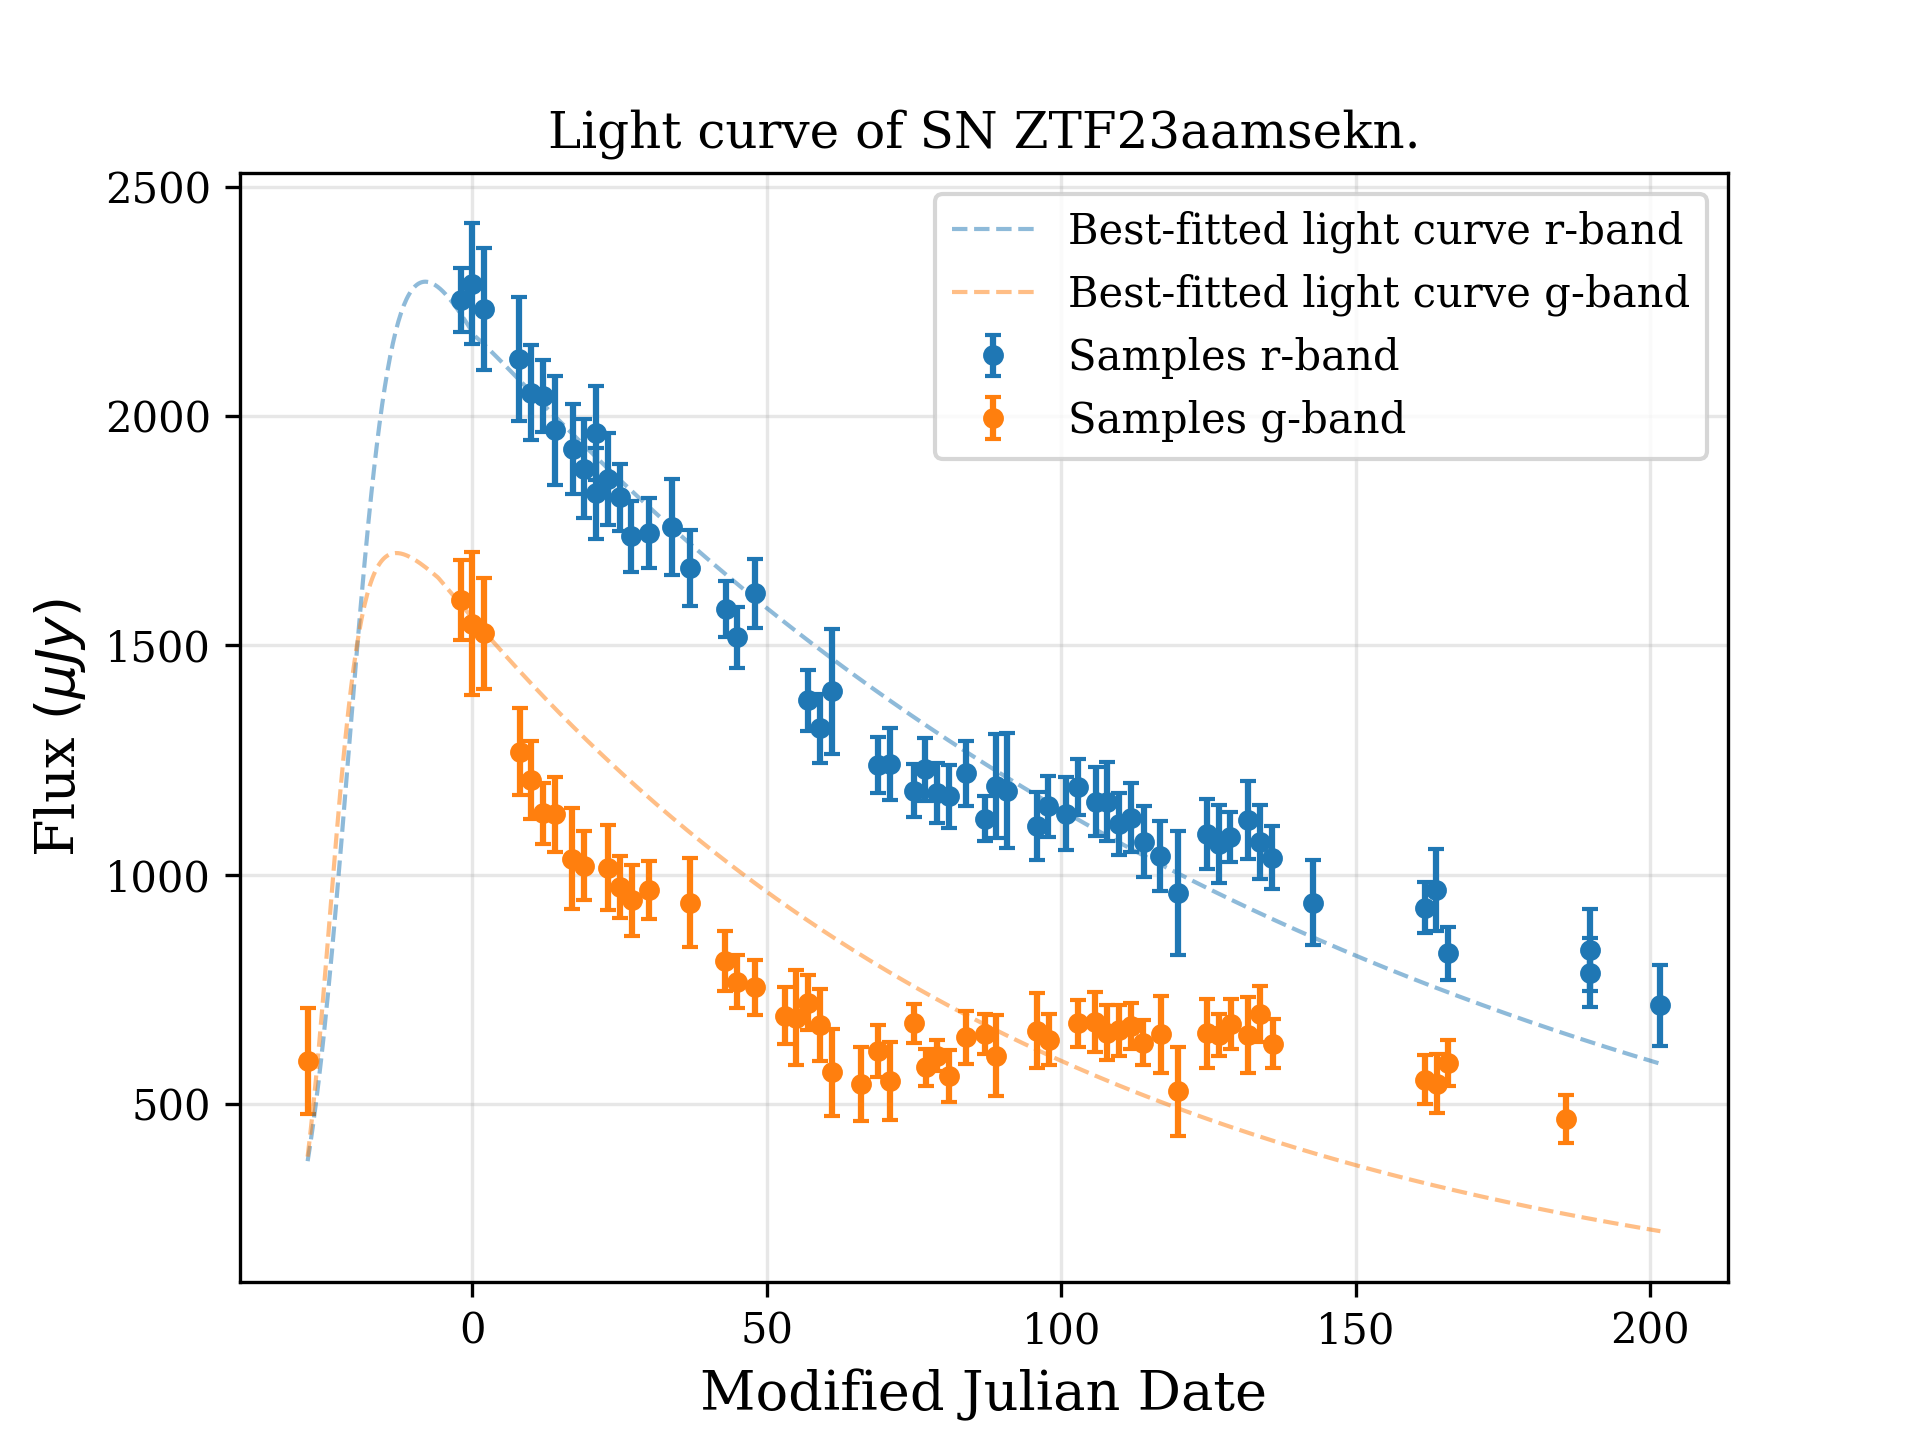 Light curve of SN ZTF23aamsekn.
2500
2000
1500
1000
500
Flux (μJy)
Best-fitted light curve r-band
Best-fitted light curve g-band
Samples r-band
Samples g-band
0 50 100 150 200
Modified Julian Date